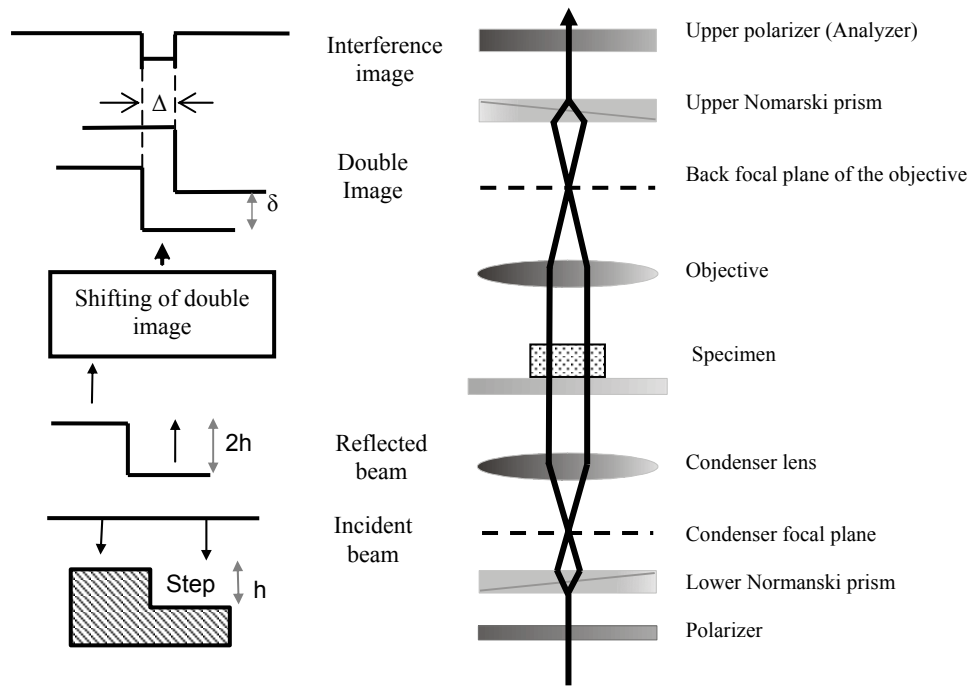 Interference
image
Δ
Double
Image
δ
Shifting of double
image
2h
Reflected
beam
Incident
beam
Step
h
Upper polarizer (Analyzer)
Upper Nomarski prism
Back focal plane of the objective
Objective
Specimen
Condenser lens
Condenser focal plane
Lower Normanski prism
Polarizer